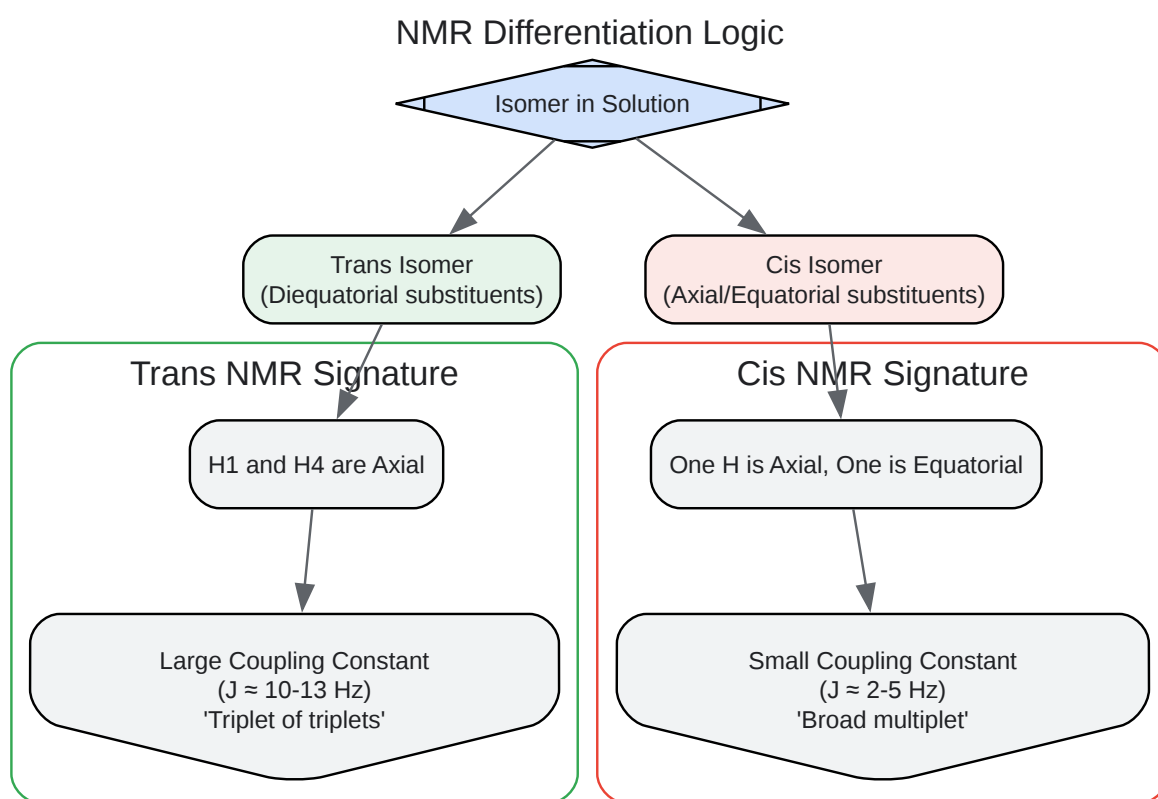 NMR Differentiation Logic
Isomer in Solution
Trans Isomer
(Diequatorial substituents)
Cis Isomer
(Axial/Equatorial substituents)
Trans NMR Signature
H1 and H4 are Axial
Large Coupling Constant
(J ≈ 10-13 Hz)
'Triplet of triplets'
Cis NMR Signature
One H is Axial, One is Equatorial
Small Coupling Constant
(J ≈ 2-5 Hz)
'Broad multiplet'